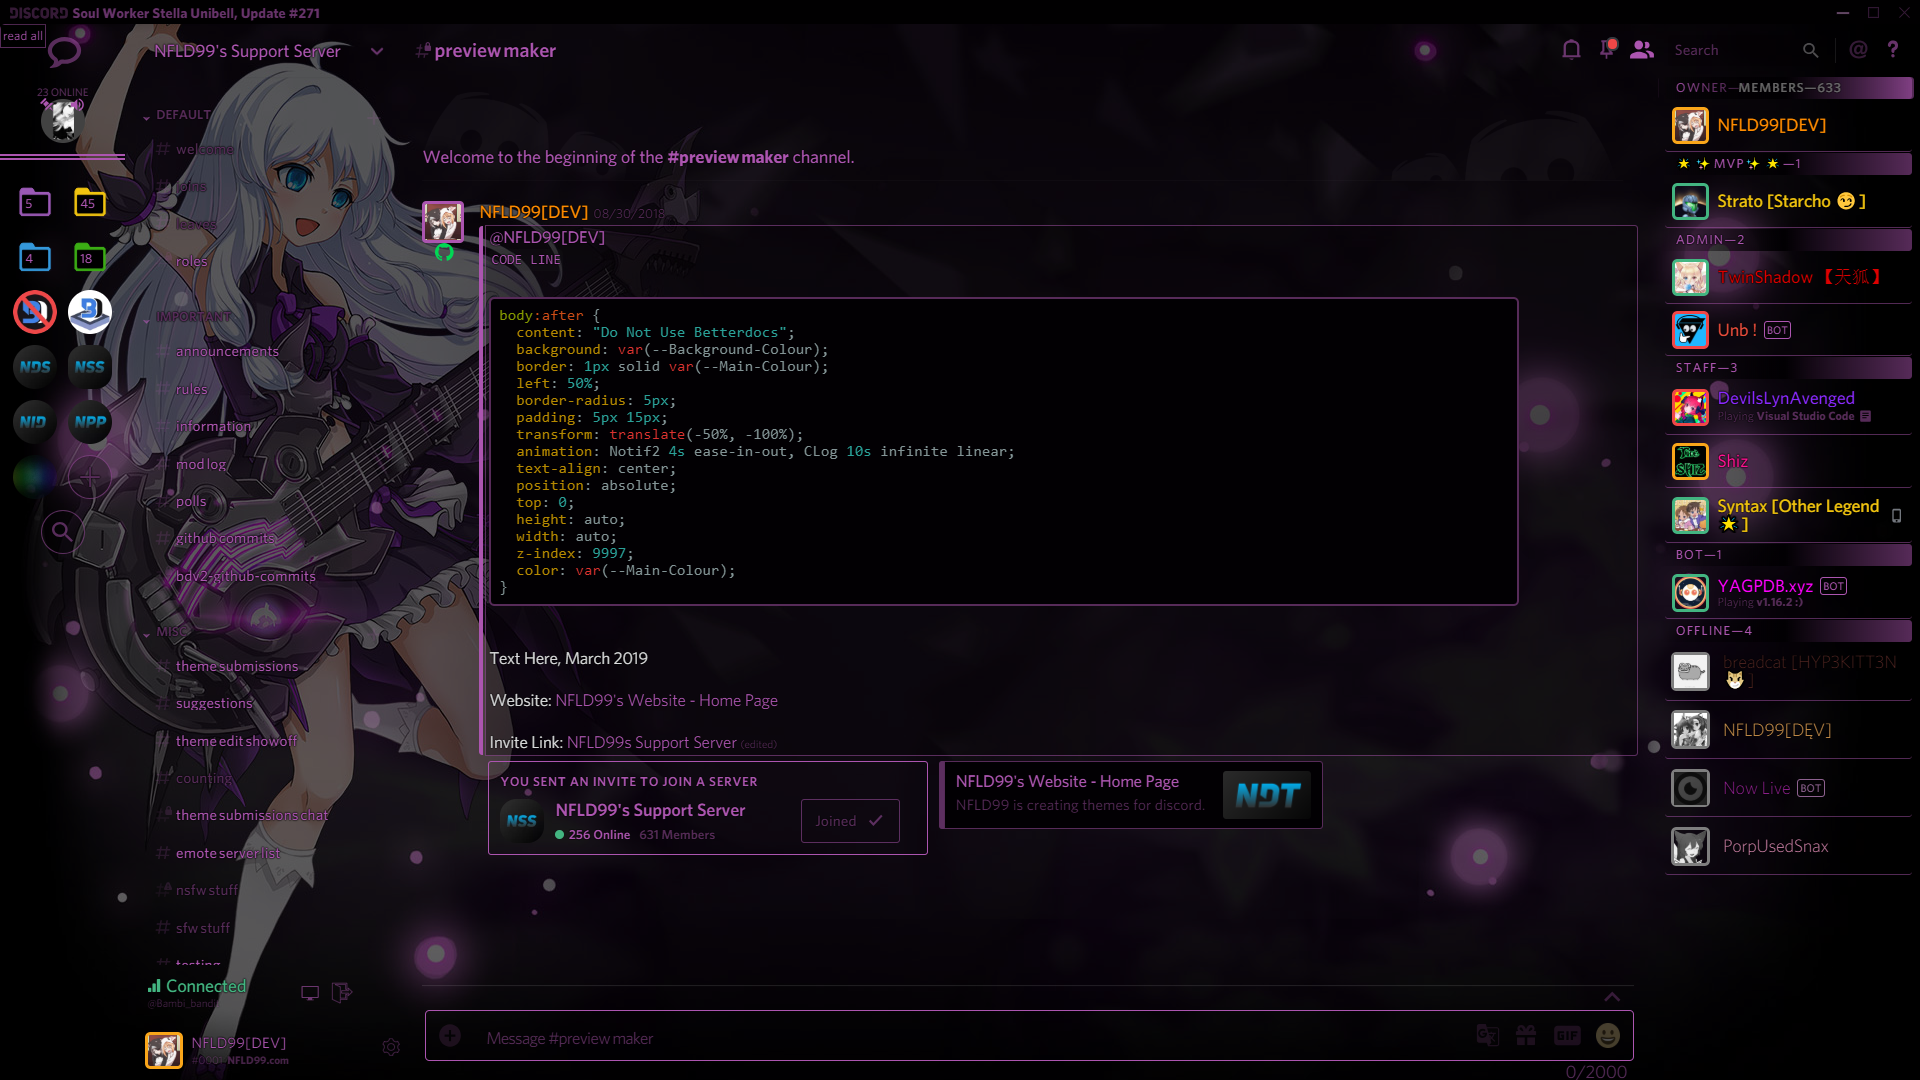 DISCORD Soul Worker Stella Unibell, Update #271
read all
NFLD99's Support Server
#preview maker
Search
23 ONLINE
5
45
4
18
NDS
NSS
NID
NPP
DEFAULT
welcome
joins
leaves
roles
IMPORTANT
announcements
rules
information
mod log
polls
github commits
bdv2-github-commits
MISC
theme submissions
suggestions
theme edit showoff
counting
theme submissions chat
emote server list
nsfw stuff
sfw stuff
testing
Connected
@Bambi_bandi
NFLD99[DEV]
#0001 NFLD99.com
Welcome to the beginning of the #preview maker channel.
NFLD99[DEV] 08/30/2018
@NFLD99[DEV]
CODE LINE
body:after {
content: "Do Not Use Betterdocs";
background: var(--Background-Colour);
border: 1px solid var(--Main-Colour);
left: 50%;
border-radius: 5px;
padding: 5px 15px;
transform: translate(-50%, -100%);
animation: Notif2 4s ease-in-out, CLog 10s infinite linear;
text-align: center;
position: absolute;
top: 0;
height: auto;
width: auto;
z-index: 9997;
color: var(--Main-Colour);
}
Text Here, March 2019
Website: NFLD99's Website - Home Page
Invite Link: NFLD99s Support Server (edited)
YOU SENT AN INVITE TO JOIN A SERVER
NSS
NFLD99's Support Server
256 Online 631 Members
Joined
NFLD99's Website - Home Page
NFLD99 is creating themes for discord.
NDT
Message #preview maker
GIF
0/2000
OWNER—MEMBERS—633
NFLD99[DEV]
MVP —1
Strato [Starcho 😏 ]
ADMIN—2
TwinShadow 【天狐】
Unb ! BOT
STAFF—3
DevilsLynAvenged
Playing Visual Studio Code
The SHIZ
Shiz
Syntax [Other Legend
]
BOT—1
YAGPDB.xyz BOT
Playing v1.16.2 :)
OFFLINE—4
breadcat [HYP3KITT3N
]
NFLD99[DĘV]
Now Live BOT
PorpUsedSnax